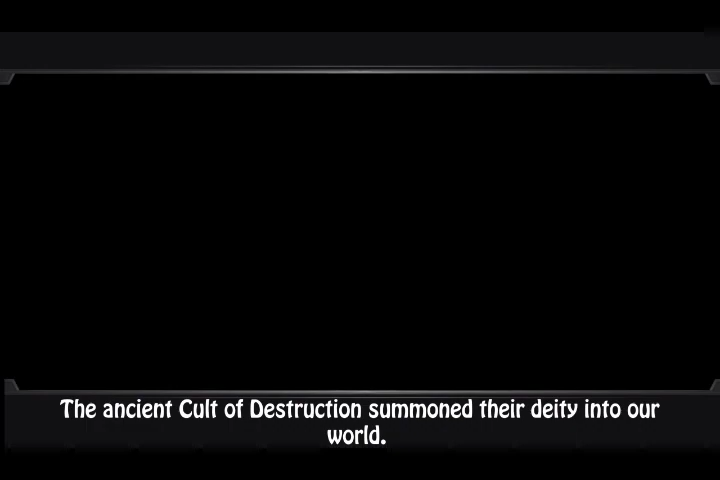 The ancient Cult of Destruction summoned their deity into our
world.